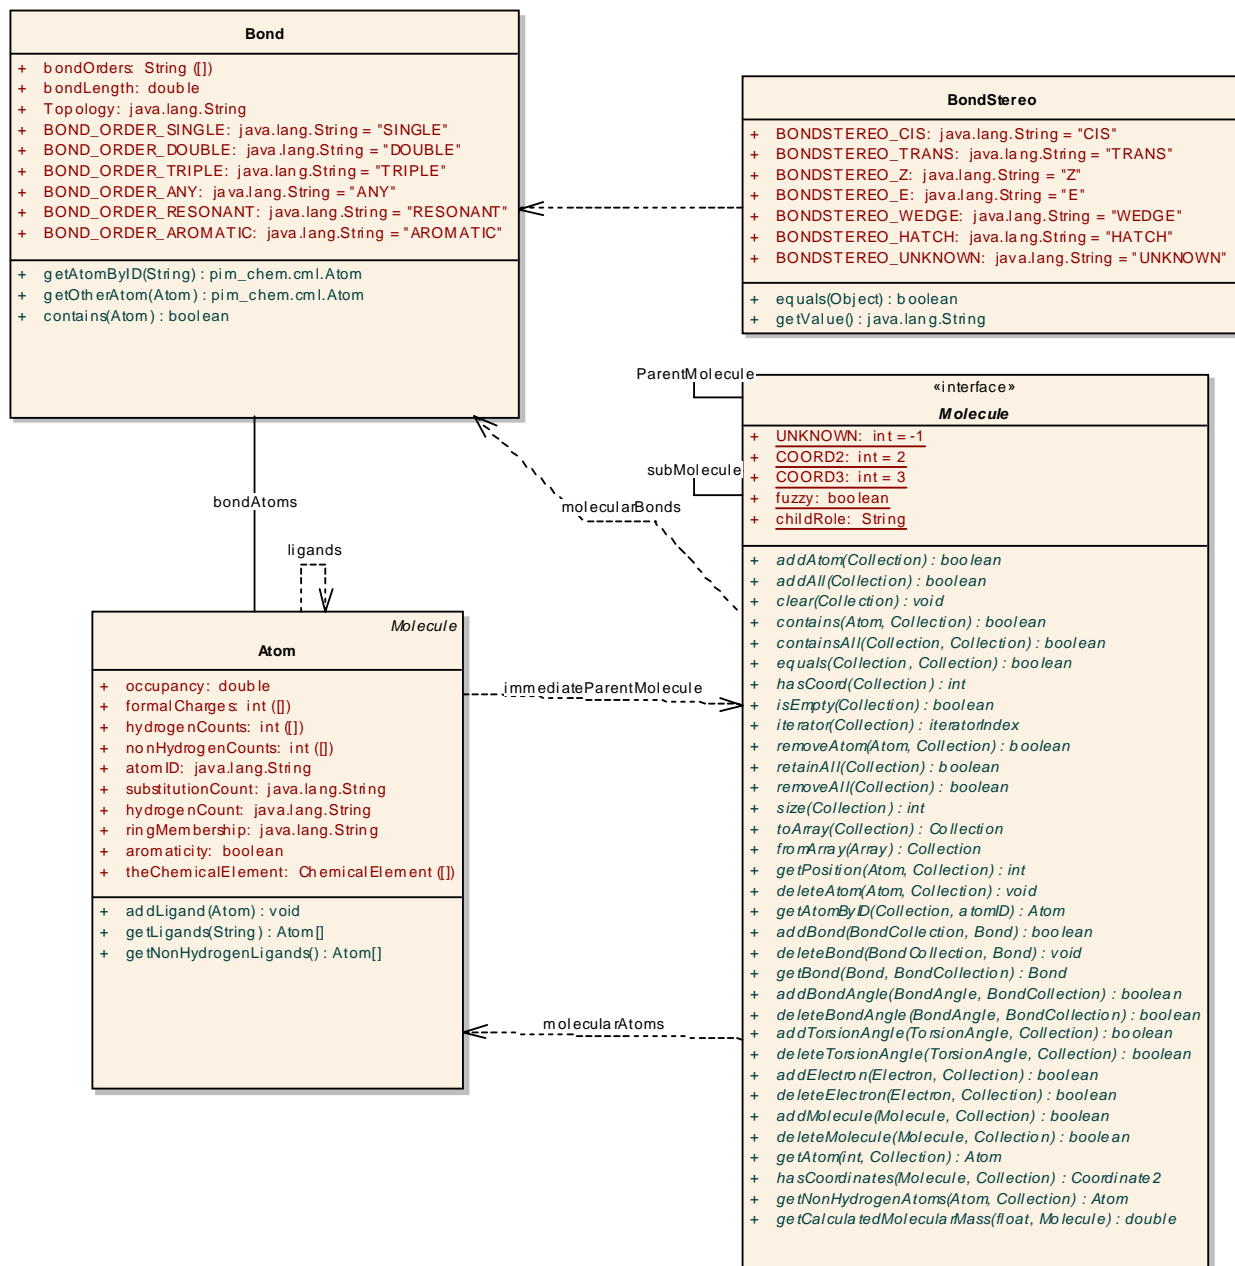 Bond
+ bondOrders: String ([])
+ bondLength: double
+ Topology: java.lang.String
+ BOND_ORDER_SINGLE: java.lang.String = "SINGLE"
+ BOND_ORDER_DOUBLE: java.lang.String = "DOUBLE"
+ BOND_ORDER_TRIPLE: java.lang.String = "TRIPLE"
+ BOND_ORDER_ANY: java.lang.String = "ANY"
+ BOND_ORDER_RESONANT: java.lang.String = "RESONANT"
+ BOND_ORDER_AROMATIC: java.lang.String = "AROMATIC"
+ getAtomByID(String) : pim_chem.cml.Atom
+ getOtherAtom(Atom) : pim_chem.cml.Atom
+ contains(Atom) : boolean
BondStereo
+ BONDSTEREO_CIS: java.lang.String = "CIS"
+ BONDSTEREO_TRANS: java.lang.String = "TRANS"
+ BONDSTEREO_Z: java.lang.String = "Z"
+ BONDSTEREO_E: java.lang.String = "E"
+ BONDSTEREO_WEDGE: java.lang.String = "WEDGE"
+ BONDSTEREO_HATCH: java.lang.String = "HATCH"
+ BONDSTEREO_UNKNOWN: java.lang.String = "UNKNOWN"
+ equals(Object) : boolean
+ getValue() : java.lang.String
ParentMolecule
subMolecule
molecularBonds
bondAtoms
ligands
immediateParentMolecule
molecularAtoms
Molecule
Atom
+ occupancy: double
+ formalCharges: int ([])
+ hydrogenCounts: int ([])
+ nonHydrogenCounts: int ([])
+ atomID: java.lang.String
+ substitutionCount: java.lang.String
+ hydrogenCount: java.lang.String
+ ringMembership: java.lang.String
+ aromaticity: boolean
+ theChemicalElement: ChemicalElement ([])
+ addLigand(Atom) : void
+ getLigands(String) : Atom[]
+ getNonHydrogenLigands() : Atom[]
«interface»
Molecule
+ UNKNOWN: int = -1
+ COORD2: int = 2
+ COORD3: int = 3
+ fuzzy: boolean
+ childRole: String
+ addAtom(Collection) : boolean
+ addAll(Collection) : boolean
+ clear(Collection) : void
+ contains(Atom, Collection) : boolean
+ containsAll(Collection, Collection) : boolean
+ equals(Collection, Collection) : boolean
+ hasCoord(Collection) : int
+ isEmpty(Collection) : boolean
+ iterator(Collection) : iteratorIndex
+ removeAtom(Atom, Collection) : boolean
+ retainAll(Collection) : boolean
+ removeAll(Collection) : boolean
+ size(Collection) : int
+ toArray(Collection) : Collection
+ fromArray(Array) : Collection
+ getPosition(Atom, Collection) : int
+ deleteAtom(Atom, Collection) : void
+ getAtomByID(Collection, atomID) : Atom
+ addBond(BondCollection, Bond) : boolean
+ deleteBond(BondCollection, Bond) : void
+ getBond(Bond, BondCollection) : Bond
+ addBondAngle(BondAngle, BondCollection) : boolean
+ deleteBondAngle(BondAngle, BondCollection) : boolean
+ addTorsionAngle(TorsionAngle, Collection) : boolean
+ deleteTorsionAngle(TorsionAngle, Collection) : boolean
+ addElectron(Electron, Collection) : boolean
+ deleteElectron(Electron, Collection) : boolean
+ addMolecule(Molecule, Collection) : boolean
+ deleteMolecule(Molecule, Collection) : boolean
+ getAtom(int, Collection) : Atom
+ hasCoordinates(Molecule, Collection) : Coordinate2
+ getNonHydrogenAtoms(Atom, Collection) : Atom
+ getCalculatedMolecularMass(float, Molecule) : double